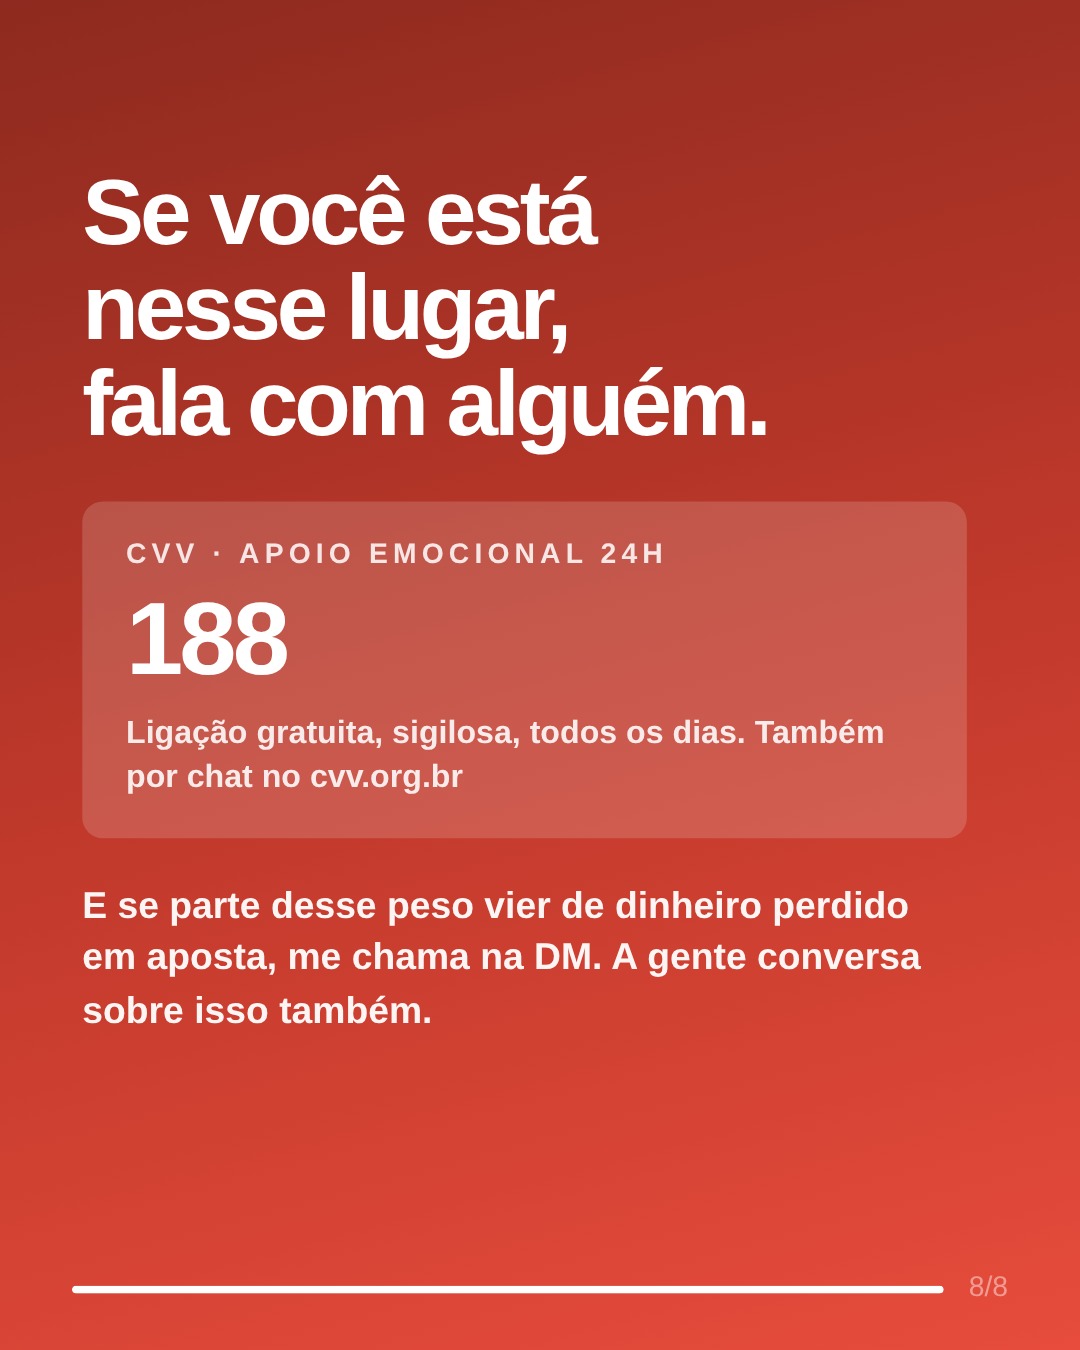 Se você está
nesse lugar,
fala com alguém.
CVV · APOIO EMOCIONAL 24H
188
Ligação gratuita, sigilosa, todos os dias. Também
por chat no cvv.org.br
E se parte desse peso vier de dinheiro perdido
em aposta, me chama na DM. A gente conversa
sobre isso também.
8/8